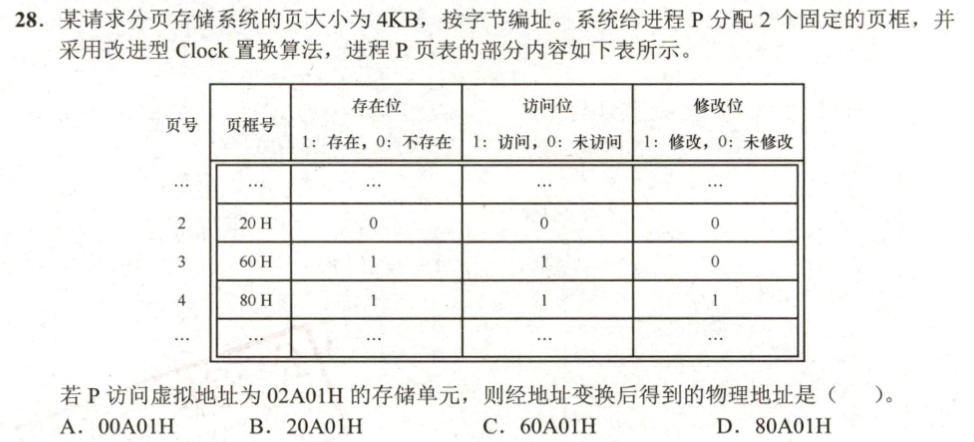 28. 某请求分页存储系统的页大小为 4KB，按字节编址。系统给进程 P 分配 2 个固定的页框，并
采用改进型 Clock 置换算法，进程 P 页表的部分内容如下表所示。
页号 页框号 存在位 访问位 修改位
1：存在，0：不存在 1：访问，0：未访问 1：修改，0：未修改
… … … … …
2 20 H 0 0 0
3 60 H 1 1 0
4 80 H 1 1 1
… … … … …
若 P 访问虚拟地址为 02A01H 的存储单元，则经地址变换后得到的物理地址是（ ）。
A．00A01H B．20A01H C．60A01H D．80A01H